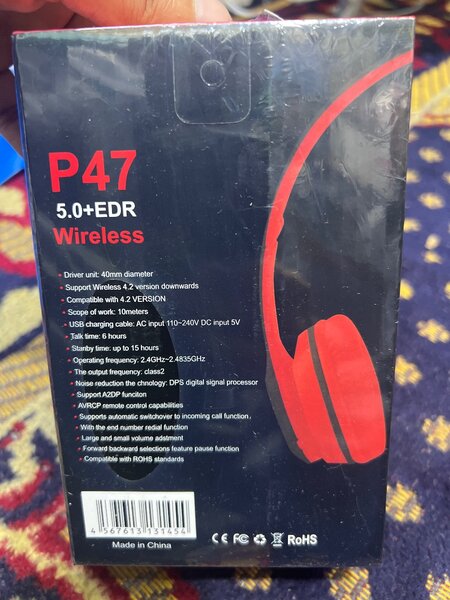 P47
5.0+EDR
Wireless
• Driver unit: 40mm diameter
• Support Wireless 4.2 version downwards
• Compatible with 4.2 VERSION
• Scope of work: 10meters
• USB charging cable: AC input 110~240V DC input 5V
• Talk time: 6 hours
• Stanby time: up to 15 hours
• Operating frequency: 2.4GHz~2.4835GHz
• The output frequency: class2
• Noise reduction the chnology: DPS digital signal processor
• Support A2DP funciton
• AVRCP remote control capabilities
• Supports automatic switchover to incoming call function.
• With the end number redial function
• Large and small volume adstment
• Forward backward selections feature pause function
• Compatible with ROHS standards
4 567613 131454
Made in China
CE FC RoHS